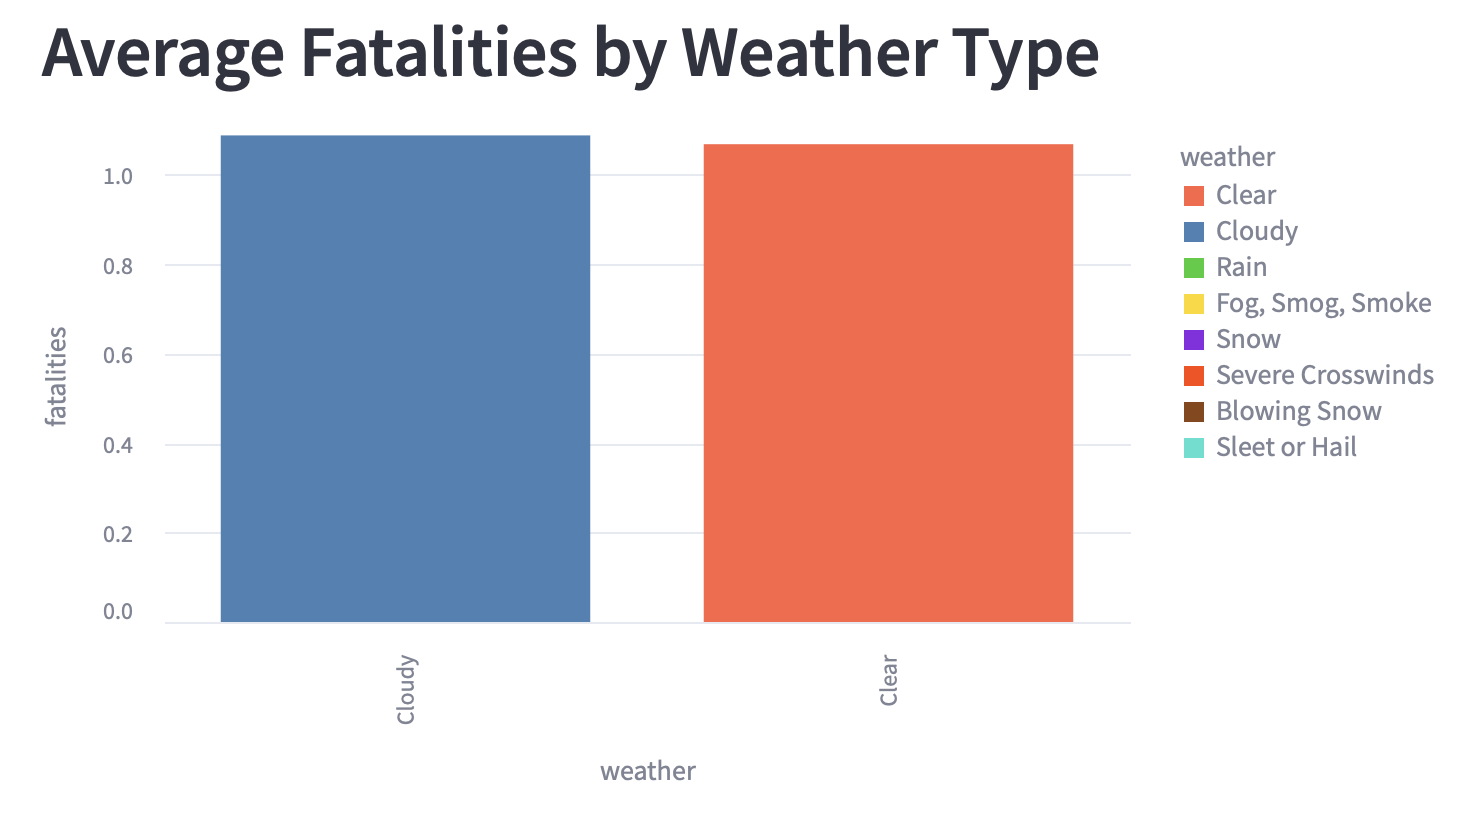 Average Fatalities by Weather Type
fatalities
1.0
0.8
0.6
0.4
0.2
0.0
Cloudy
Clear
weather
weather
Clear
Cloudy
Rain
Fog, Smog, Smoke
Snow
Severe Crosswinds
Blowing Snow
Sleet or Hail